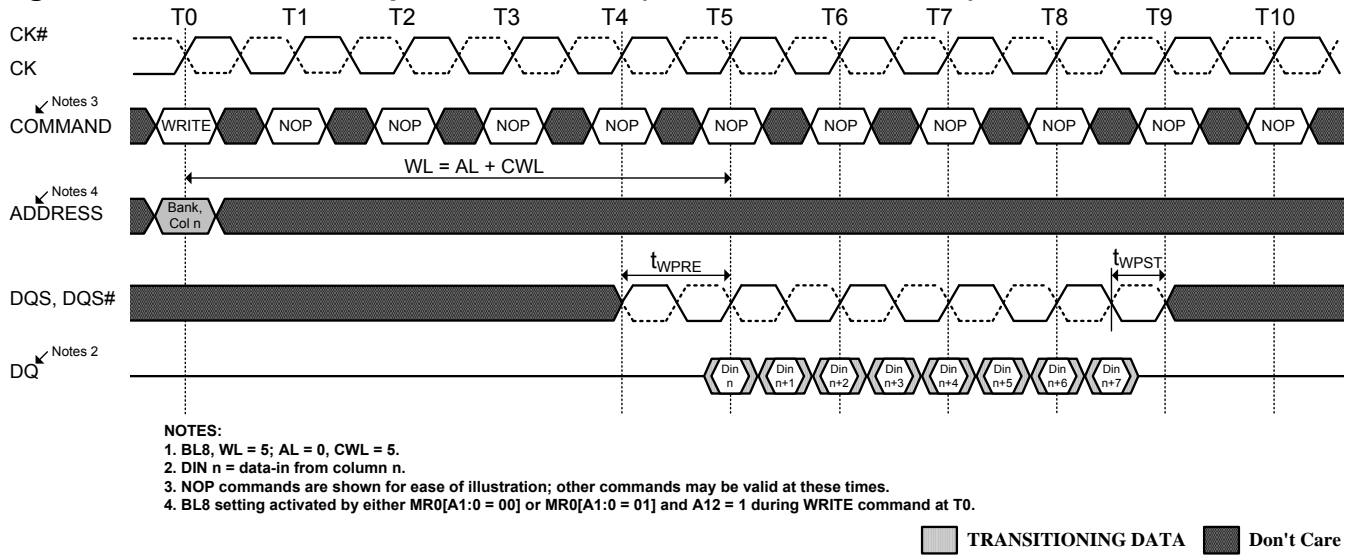 T0 T1 T2 T3 T4 T5 T6 T7 T8 T9 T10
CK#
CK
Notes 3
COMMAND
WRITE NOP NOP NOP NOP NOP NOP NOP NOP NOP NOP
WL = AL + CWL
Notes 4
ADDRESS
Bank,
Col n
tWPRE
tWPST
DQS, DQS#
Notes 2
DQ
Din n
Din n+1
Din n+2
Din n+3
Din n+4
Din n+5
Din n+6
Din n+7
NOTES:
1. BL8, WL = 5; AL = 0, CWL = 5.
2. DIN n = data-in from column n.
3. NOP commands are shown for ease of illustration; other commands may be valid at these times.
4. BL8 setting activated by either MR0[A1:0 = 00] or MR0[A1:0 = 01] and A12 = 1 during WRITE command at T0.
TRANSITIONING DATA
Don't Care